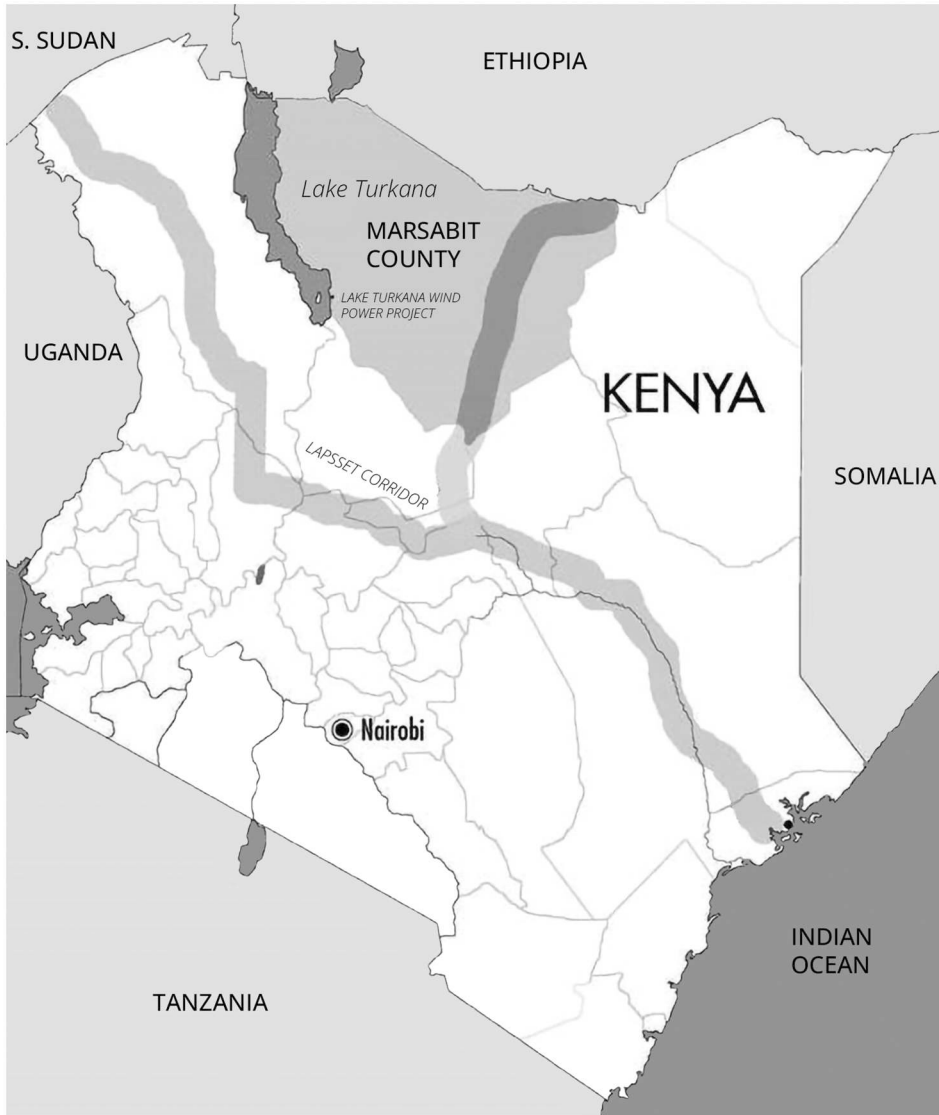 S. SUDAN
ETHIOPIA
Lake Turkana
MARSABIT
COUNTY
LAKE TURKANA WIND
POWER PROJECT
UGANDA
KENYA
LAPSSET CORRIDOR
SOMALIA
Nairobi
INDIAN
OCEAN
TANZANIA